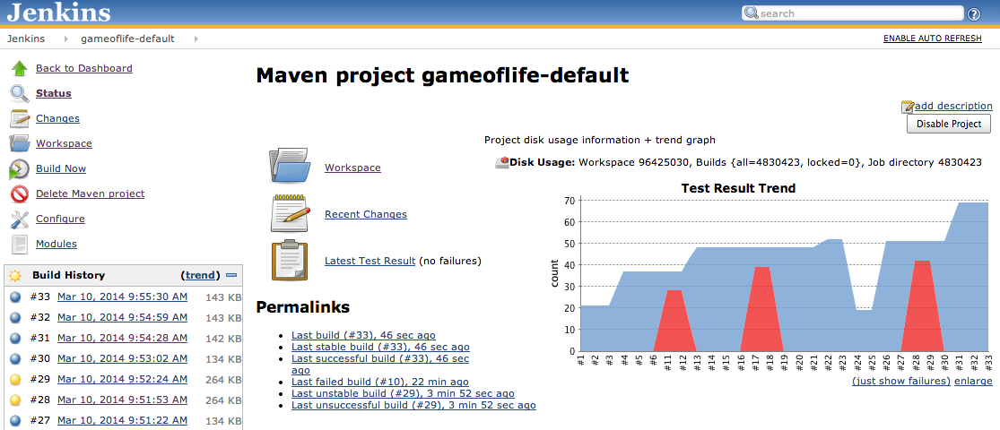 Jenkins
search
Jenkins gameoflife-default
ENABLE AUTO REFRESH
Back to Dashboard
Status
Changes
Workspace
Build Now
Delete Maven project
Configure
Modules
Build History (trend)
#33 Mar 10, 2014 9:55:30 AM 143 KB
#32 Mar 10, 2014 9:54:59 AM 143 KB
#31 Mar 10, 2014 9:54:28 AM 142 KB
#30 Mar 10, 2014 9:53:02 AM 134 KB
#29 Mar 10, 2014 9:52:24 AM 264 KB
#28 Mar 10, 2014 9:51:53 AM 264 KB
#27 Mar 10, 2014 9:51:22 AM 134 KB
Maven project gameoflife-default
add description
Disable Project
Project disk usage information + trend graph
Disk Usage: Workspace 96425030, Builds {all=4830423, locked=0}, Job directory 4830423
Workspace
Recent Changes
Latest Test Result (no failures)
Permalinks
Last build (#33), 46 sec ago
Last stable build (#33), 46 sec ago
Last successful build (#33), 46 sec
ago
Last failed build (#10), 22 min ago
Last unstable build (#29), 3 min 52 sec ago
Last unsuccessful build (#29), 3 min 52 sec ago
Test Result Trend
count
70
60
50
40
30
20
10
0
#1 #2 #3 #4 #5 #6 #11 #12 #13 #14 #15 #16 #17 #18 #19 #20 #21 #22 #23 #24 #25 #26 #27 #28 #29 #30 #31 #32 #33
(just show failures) enlarge